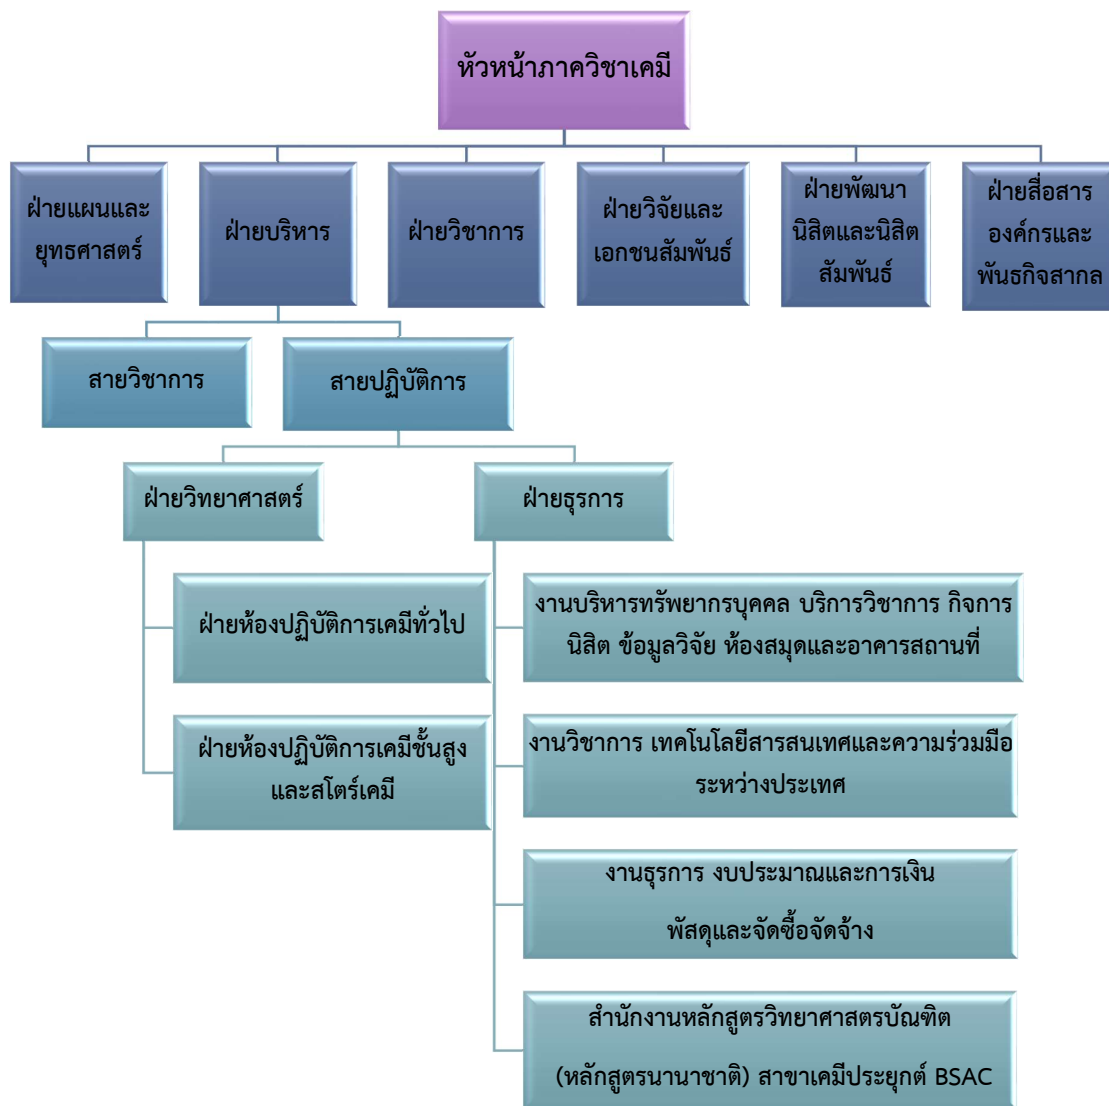 หัวหน้าภาควิชาเคมี
ฝ่ายแผนและ
ยุทธศาสตร์
ฝ่ายบริหาร
ฝ่ายวิชาการ
ฝ่ายวิจัยและ
เอกชนสัมพันธ์
ฝ่ายพัฒนา
นิสิตและนิสิต
สัมพันธ์
ฝ่ายสื่อสาร
องค์กรและ
พันธกิจสากล
สายวิชาการ
สายปฏิบัติการ
ฝ่ายวิทยาศาสตร์
ฝ่ายธุรการ
ฝ่ายห้องปฏิบัติการเคมีทั่วไป
ฝ่ายห้องปฏิบัติการเคมีชั้นสูง
และสโตร์เคมี
งานบริหารทรัพยากรบุคคล บริการวิชาการ กิจการ
นิสิต ข้อมูลวิจัย ห้องสมุดและอาคารสถานที่
งานวิชาการ เทคโนโลยีสารสนเทศและความร่วมมือ
ระหว่างประเทศ
งานธุรการ งบประมาณและการเงิน
พัสดุและจัดซื้อจัดจ้าง
สำนักงานหลักสูตรวิทยาศาสตรบัณฑิต
(หลักสูตรนานาชาติ) สาขาเคมีประยุกต์ BSAC